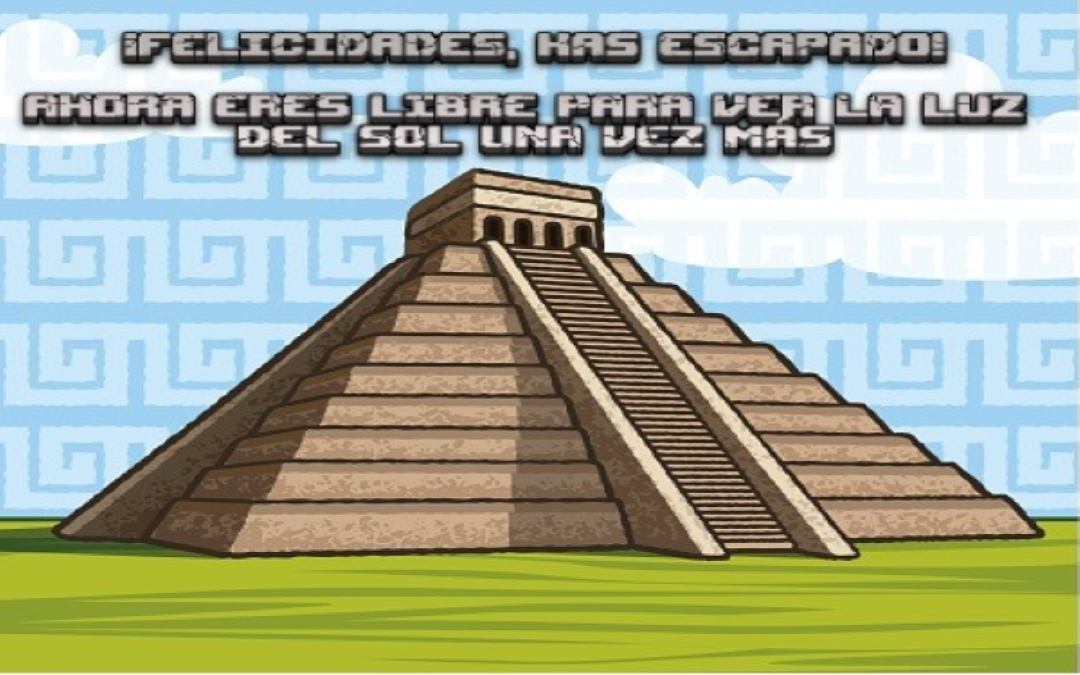 ¡FELICIDADES, HAS ESCAPADO!
AHORA ERES LIBRE PARA VER LA LUZ
DEL SOL UNA VEZ MÁS